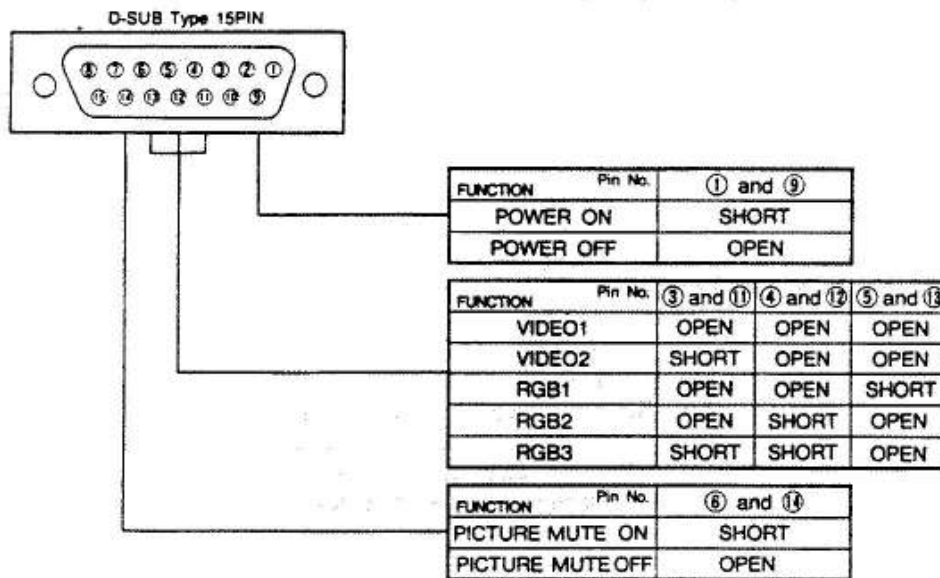 D-SUB Type 15PIN
⑧ ⑦ ⑥ ⑤ ④ ③ ② ①
⑮ ⑭ ⑬ ⑫ ⑪ ⑩ ⑨
FUNCTION Pin No. ① and ⑨
POWER ON SHORT
POWER OFF OPEN
FUNCTION Pin No. ③ and ⑪ ④ and ⑫ ⑤ and ⑬
VIDEO1 OPEN OPEN OPEN
VIDEO2 SHORT OPEN OPEN
RGB1 OPEN OPEN SHORT
RGB2 OPEN SHORT OPEN
RGB3 SHORT SHORT OPEN
FUNCTION Pin No. ⑥ and ⑭
PICTURE MUTE ON SHORT
PICTURE MUTE OFF OPEN